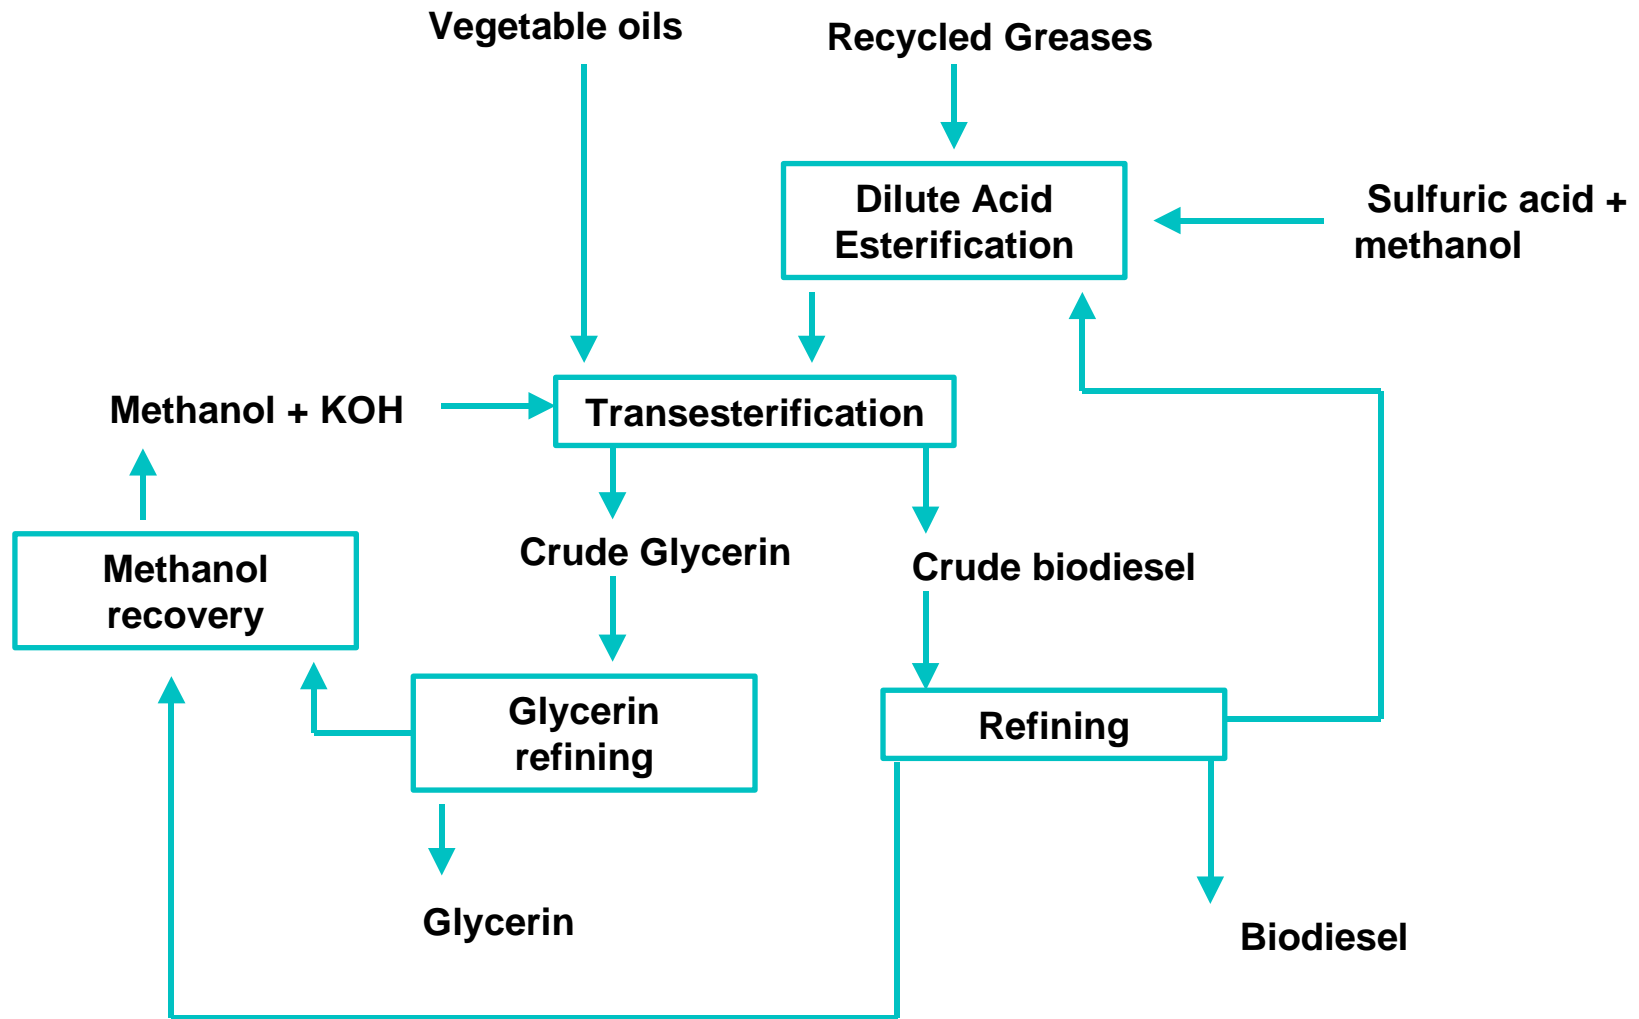 Vegetable oils
Recycled Greases
Dilute Acid
Esterification
Sulfuric acid +
methanol
Methanol + KOH
Transesterification
Crude Glycerin
Crude biodiesel
Methanol
recovery
Glycerin
refining
Refining
Glycerin
Biodiesel